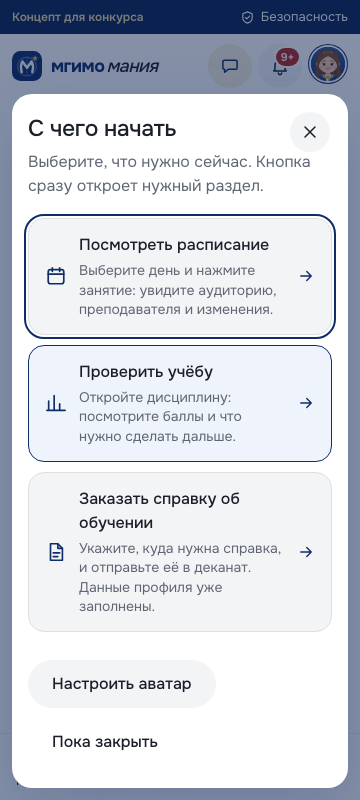 Концепт для конкурса
Безопасность
мгимо мания
9+
С чего начать
Выберите, что нужно сейчас. Кнопка
сразу откроет нужный раздел.
Посмотреть расписание
Выберите день и нажмите
занятие: увидите аудиторию,
преподавателя и изменения.
Проверить учёбу
Откройте дисциплину:
посмотрите баллы и что
нужно сделать дальше.
Заказать справку об
обучении
Укажите, куда нужна справка,
и отправьте её в деканат.
Данные профиля уже
заполнены.
Настроить аватар
Пока закрыть